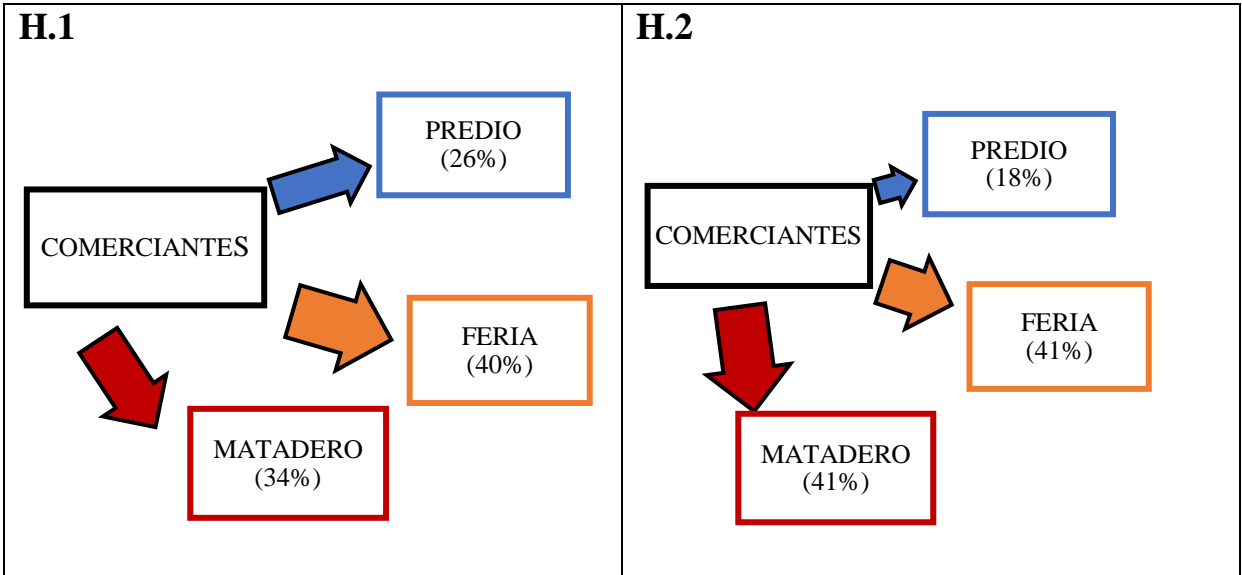 H.1
PREDIO
(26%)
COMERCIANTES
FERIA
(40%)
MATADERO
(34%)
H.2
PREDIO
(18%)
COMERCIANTES
FERIA
(41%)
MATADERO
(41%)